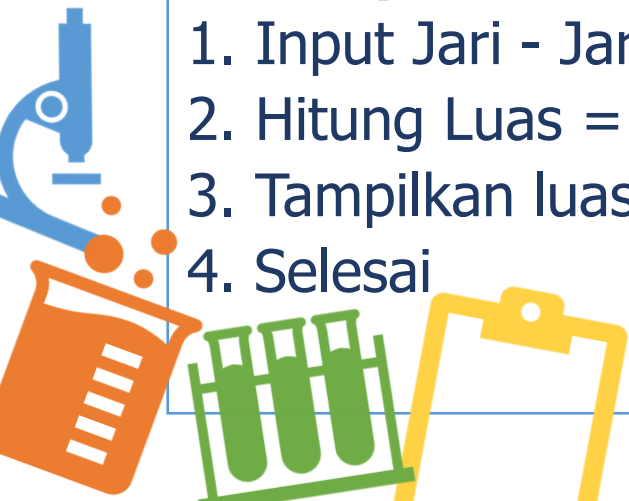 1. Input Jari -
2. Hitung Luas =
3. Tampilkan luas
4. Selesai